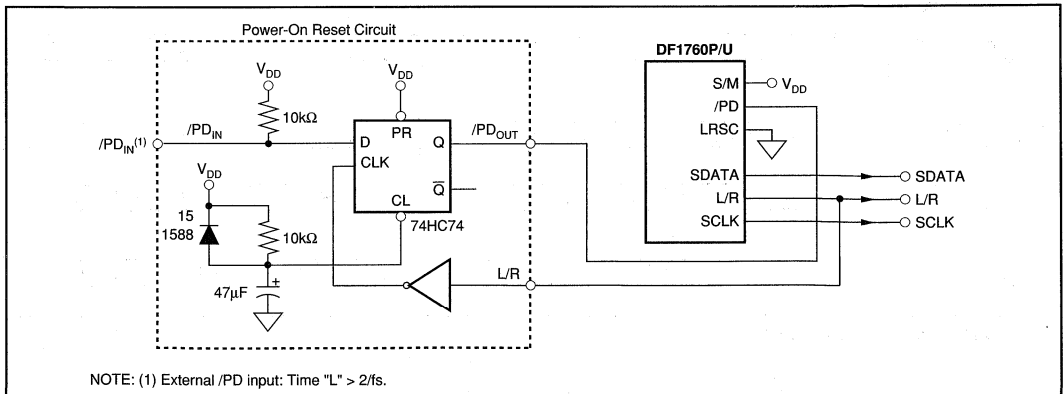 Power-On Reset Circuit
DF1760P/U
V_DD
V_DD
10kΩ
/PD_IN(1)
/PD_IN
D
PR
Q
/PD_OUT
CLK
Q̅
CL
74HC74
V_DD
15
1588
10kΩ
47µF
+
L/R
S/M
V_DD
/PD
LRSC
SDATA
SDATA
L/R
L/R
SCLK
SCLK
NOTE: (1) External /PD input: Time "L" > 2/fs.